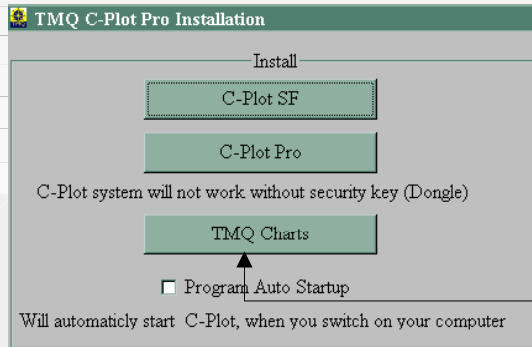 TMQ C-Plot Pro Installation
Install
C-Plot SF
C-Plot Pro
C-Plot system will not work without security key (Dongle)
TMQ Charts
Program Auto Startup
Will automaticly start C-Plot, when you switch on your computer